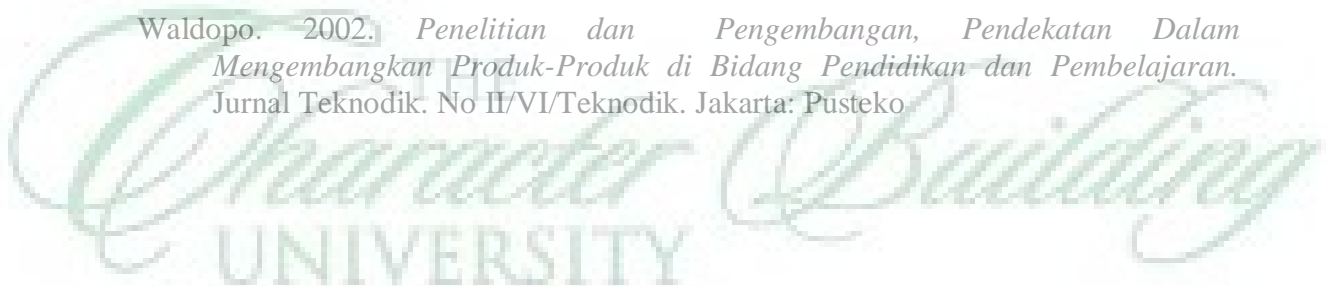 Waldopo. 2002. Penelitian dan Pengembangan, Pendekatan Dalam
Mengembangkan Produk-Produk di Bidang Pendidikan dan Pembelajaran.
THE
Jurnal Teknodik. No II/VI/Teknodik. Jakarta: Pusteko
Character Building
UNIVERSITY